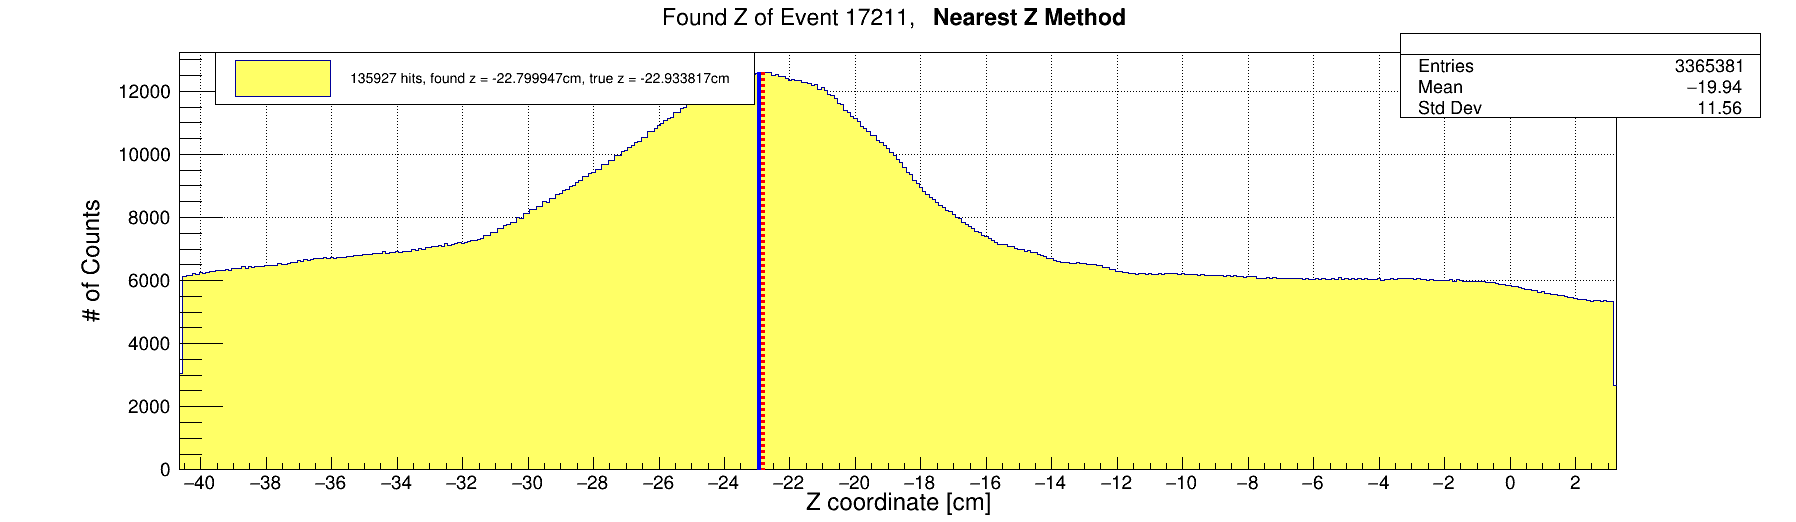 Found Z of Event 17211, Nearest Z Method
135927 hits, found z = -22.799947cm, true z = -22.933817cm
Entries 3365381
Mean −19.94
Std Dev 11.56
# of Counts
12000
10000
8000
6000
4000
2000
0
−40 −38 −36 −34 −32 −30 −28 −26 −24 −22 −20 −18 −16 −14 −12 −10 −8 −6 −4 −2 0 2
Z coordinate [cm]